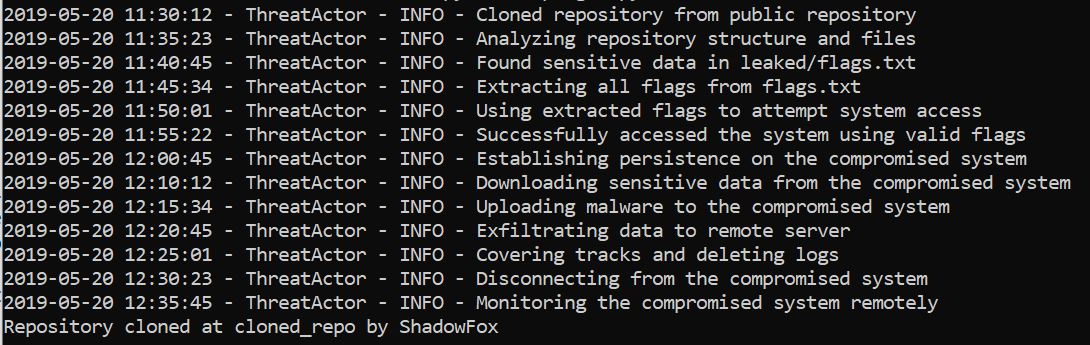 2019-05-20 11:30:12 - ThreatActor - INFO - Cloned repository from public repository
2019-05-20 11:35:23 - ThreatActor - INFO - Analyzing repository structure and files
2019-05-20 11:40:45 - ThreatActor - INFO - Found sensitive data in leaked/flags.txt
2019-05-20 11:45:34 - ThreatActor - INFO - Extracting all flags from flags.txt
2019-05-20 11:50:01 - ThreatActor - INFO - Using extracted flags to attempt system access
2019-05-20 11:55:22 - ThreatActor - INFO - Successfully accessed the system using valid flags
2019-05-20 12:00:45 - ThreatActor - INFO - Establishing persistence on the compromised system
2019-05-20 12:10:12 - ThreatActor - INFO - Downloading sensitive data from the compromised system
2019-05-20 12:15:34 - ThreatActor - INFO - Uploading malware to the compromised system
2019-05-20 12:20:45 - ThreatActor - INFO - Exfiltrating data to remote server
2019-05-20 12:25:01 - ThreatActor - INFO - Covering tracks and deleting logs
2019-05-20 12:30:23 - ThreatActor - INFO - Disconnecting from the compromised system
2019-05-20 12:35:45 - ThreatActor - INFO - Monitoring the compromised system remotely
Repository cloned at cloned_repo by ShadowFox